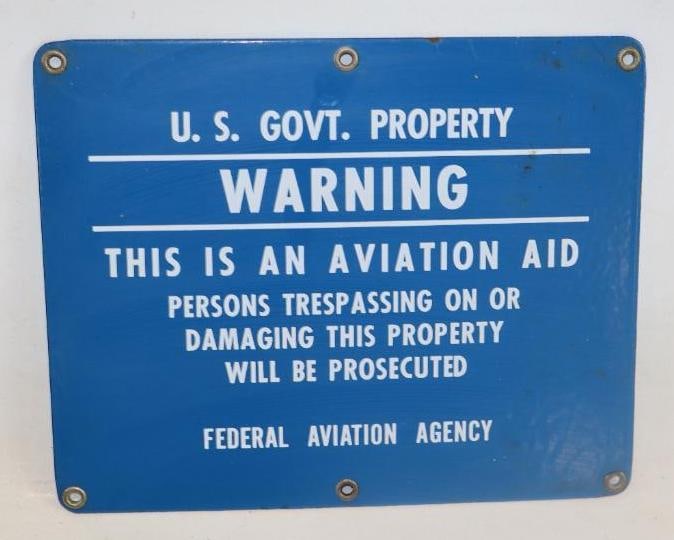 U. S. GOVT. PROPERTY
WARNING
THIS IS AN AVIATION AID
PERSONS TRESPASSING ON OR
DAMAGING THIS PROPERTY
WILL BE PROSECUTED
FEDERAL AVIATION AGENCY